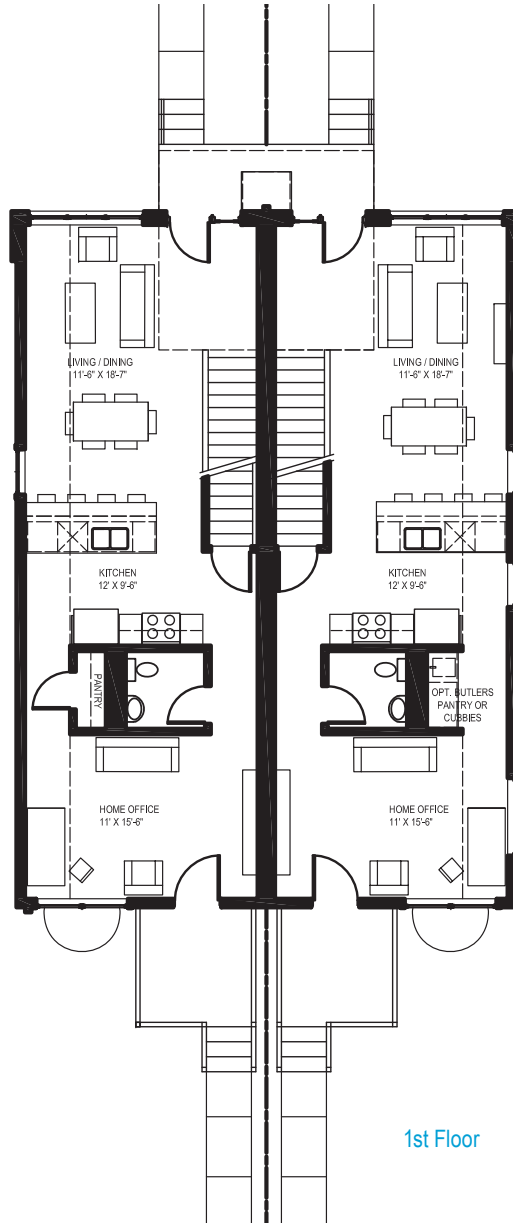 LIVING / DINING
11'-6" X 18'-7"
LIVING / DINING
11'-6" X 18'-7"
KITCHEN
12' X 9'-6"
KITCHEN
12' X 9'-6"
PANTRY
OPT. BUTLERS
PANTRY OR
CUBBIES
HOME OFFICE
11' X 15'-6"
HOME OFFICE
11' X 15'-6"
1st Floor